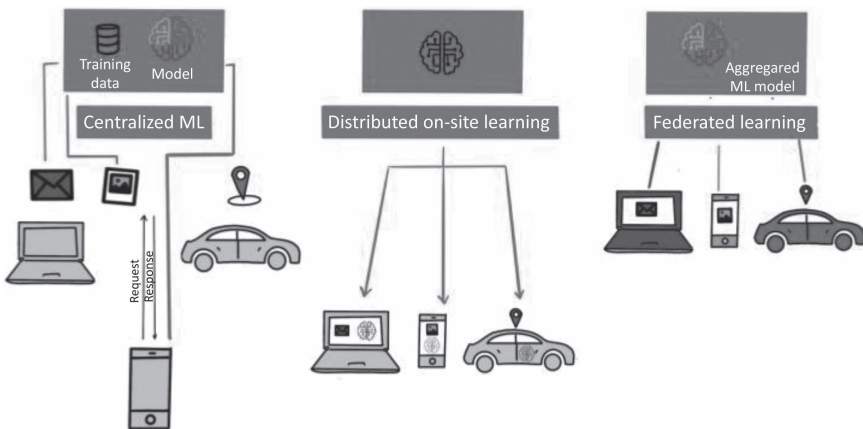 Training
data
Model
Centralized ML
Request
Response
Distributed on-site learning
Aggregared
ML model
Federated learning